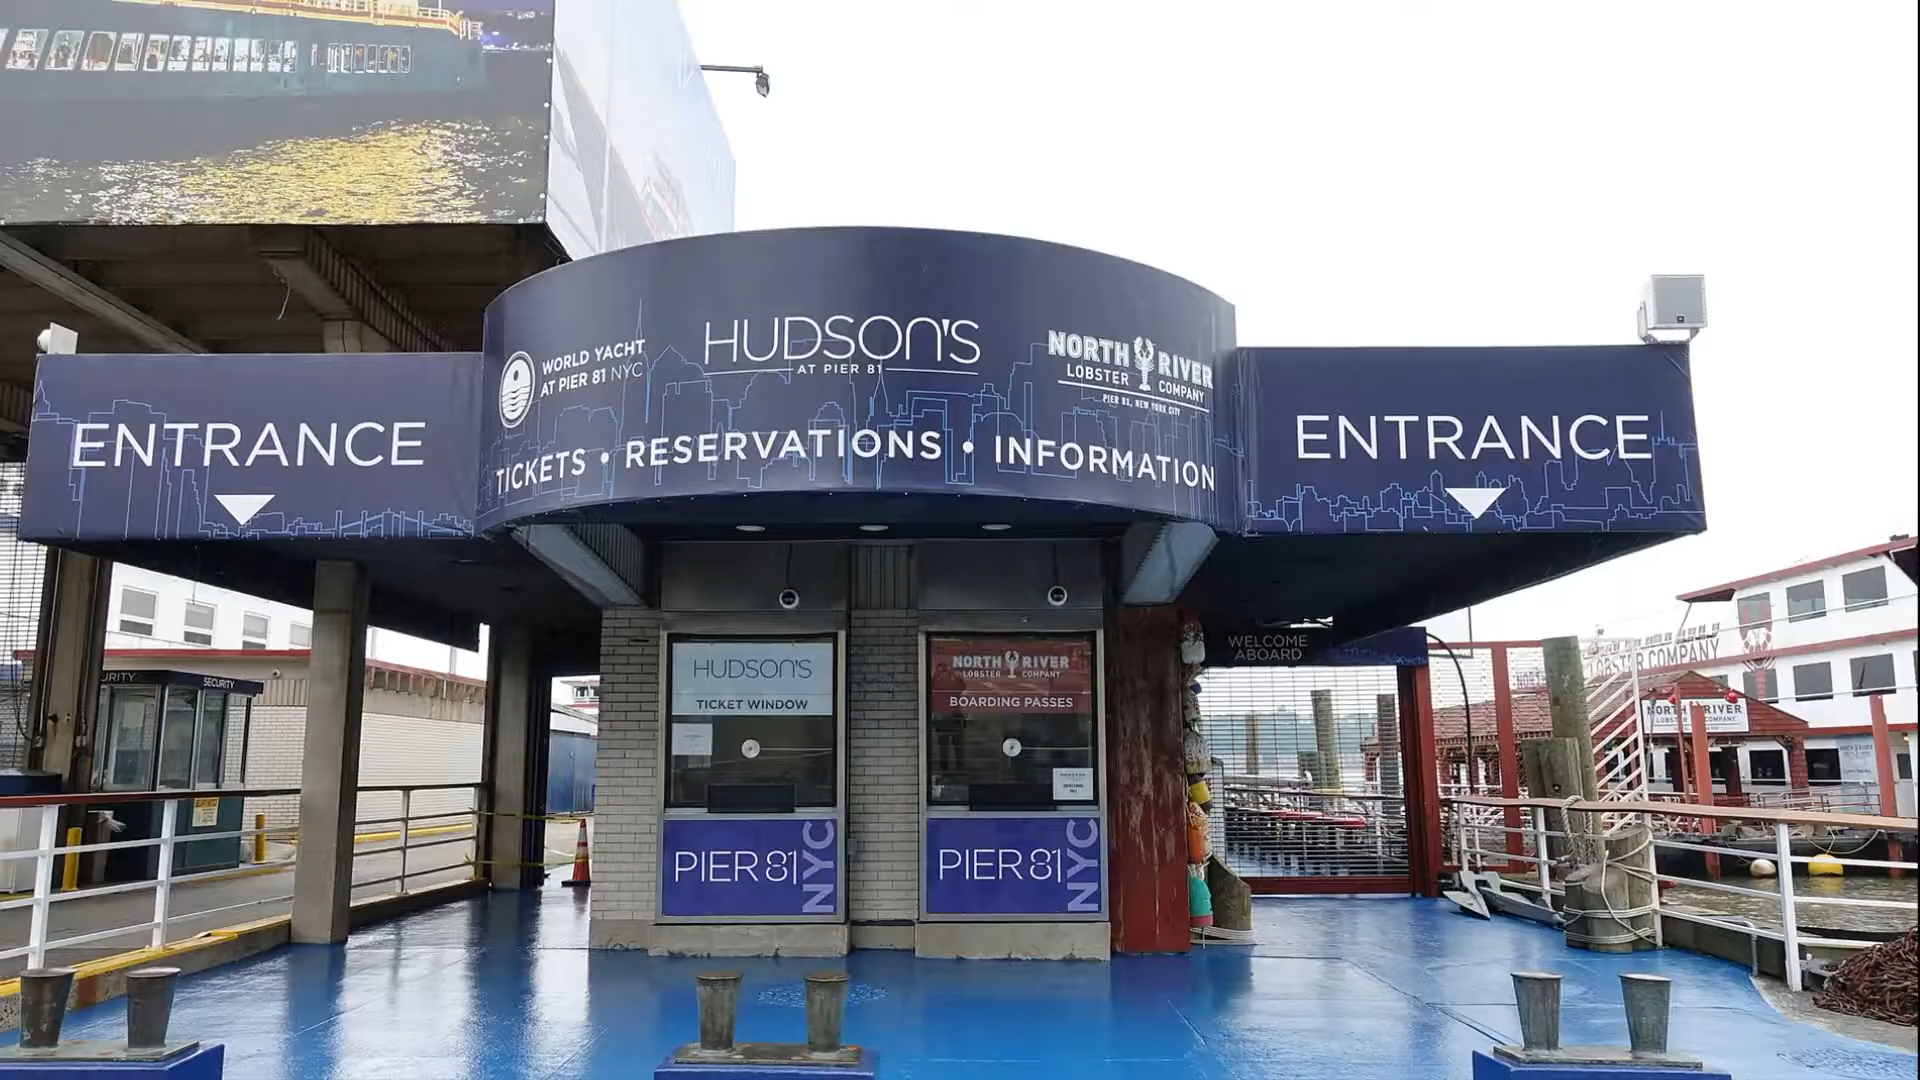 WORLD YACHT
AT PIER 81 NYC
HUDSON'S
AT PIER 81
NORTH RIVER
LOBSTER COMPANY
PIER 81, NEW YORK CITY
TICKETS • RESERVATIONS • INFORMATION
ENTRANCE
ENTRANCE
WELCOME
ABOARD
LOBSTER COMPANY
URITY
SECURITY
HUDSON'S
TICKET WINDOW
NORTH RIVER
LOBSTER COMPANY
BOARDING PASSES
NORTH RIVER
LOBSTER COMPANY
PIER 81 NYC
PIER 81 NYC